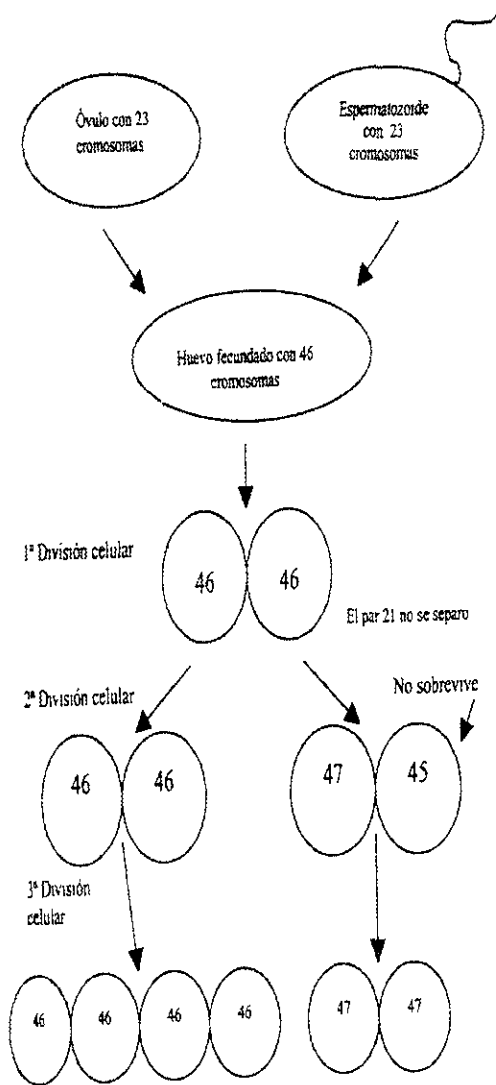 Óvulo con 23
cromosomas
Espermatozoide
con 23
cromosomas
Huevo fecundado con 46
cromosomas
1ª División celular
46
46
El par 21 no se separo
2ª División celular
No sobrevive
46
46
47
45
3ª División
celular
46
46
46
46
47
47